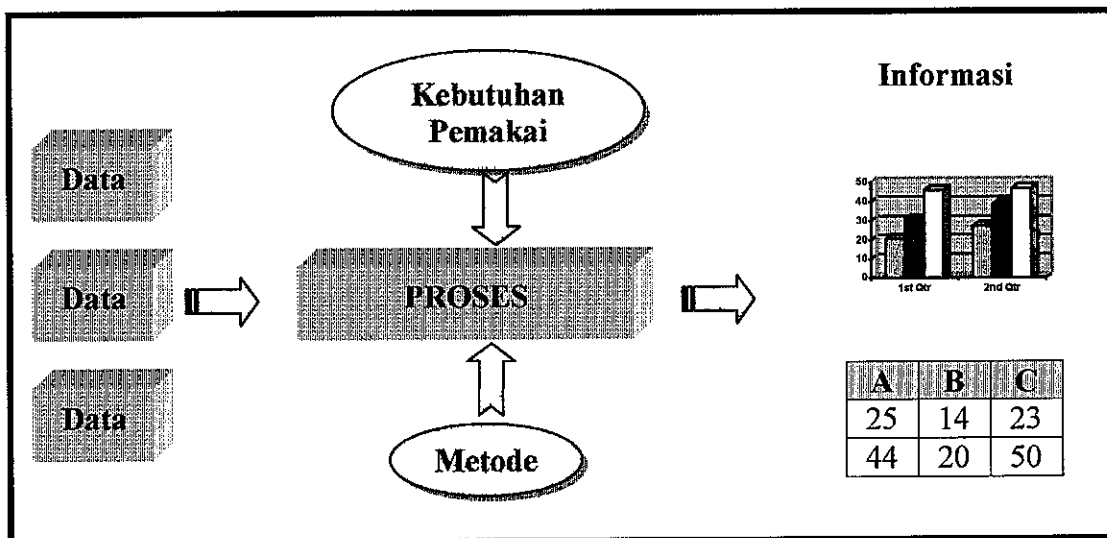 Kebutuhan
Pemakai
Informasi
Data
Data
Data
PROSES
Metode
50
40
30
20
10
0
1st Qtr
2nd Qtr
A B C
25 14 23
44 20 50